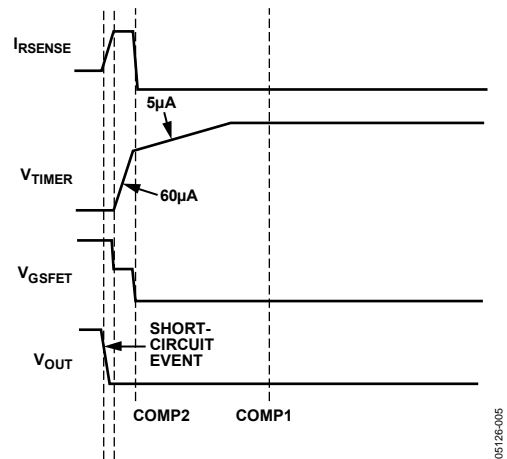 IRSENSE
5µA
VTIMER
60µA
VGSFET
SHORT-
CIRCUIT
EVENT
VOUT
COMP2
COMP1
05126-005